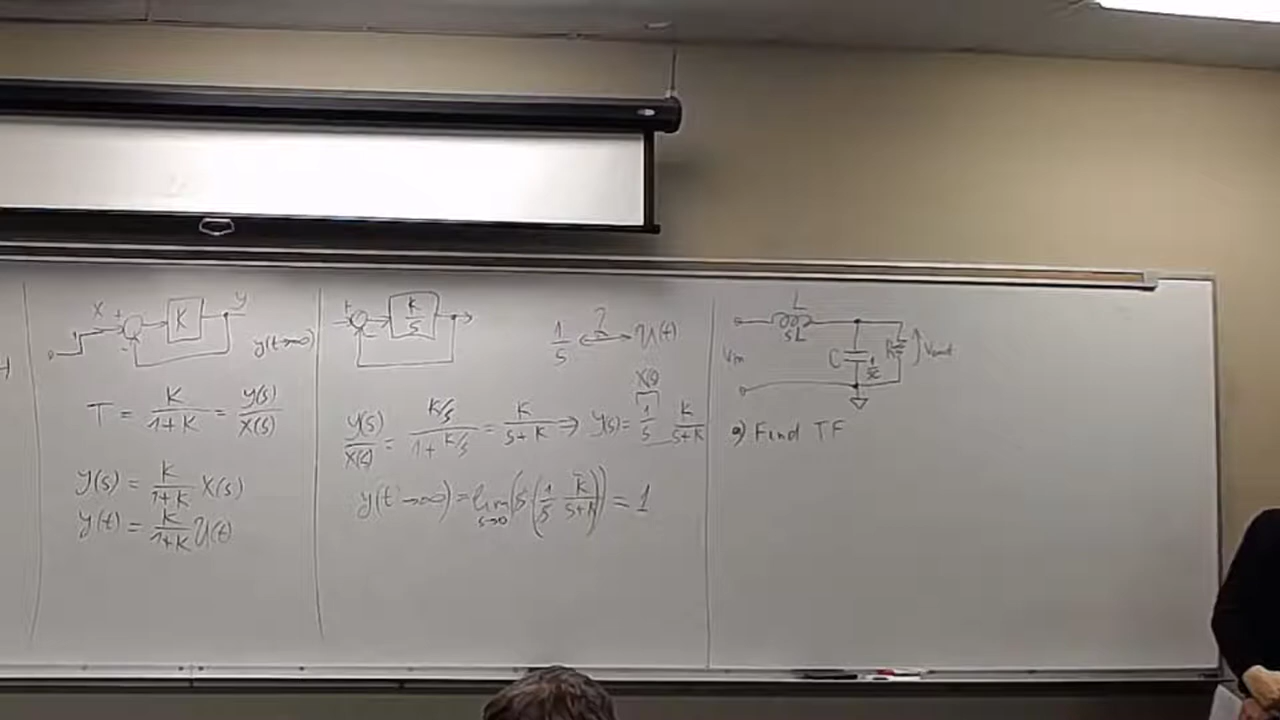 X + - K y
y(t→∞)
T = K/(1+K) = y(s)/X(s)
y(s) = K/(1+K) X(s)
y(t) = K/(1+K) U(t)
+ - K/S
1/S ⟷ U(t)
X(s)
y(s)/X(s) = (K/s)/(1+K/s) = K/(s+K) ⇒ y(s) = 1/s K/(s+K)
y(t→∞) = lim s→0 (s(1/s K/(s+K))) = 1
L
SL
Vin C 1/sC R Vout
a) Find TF